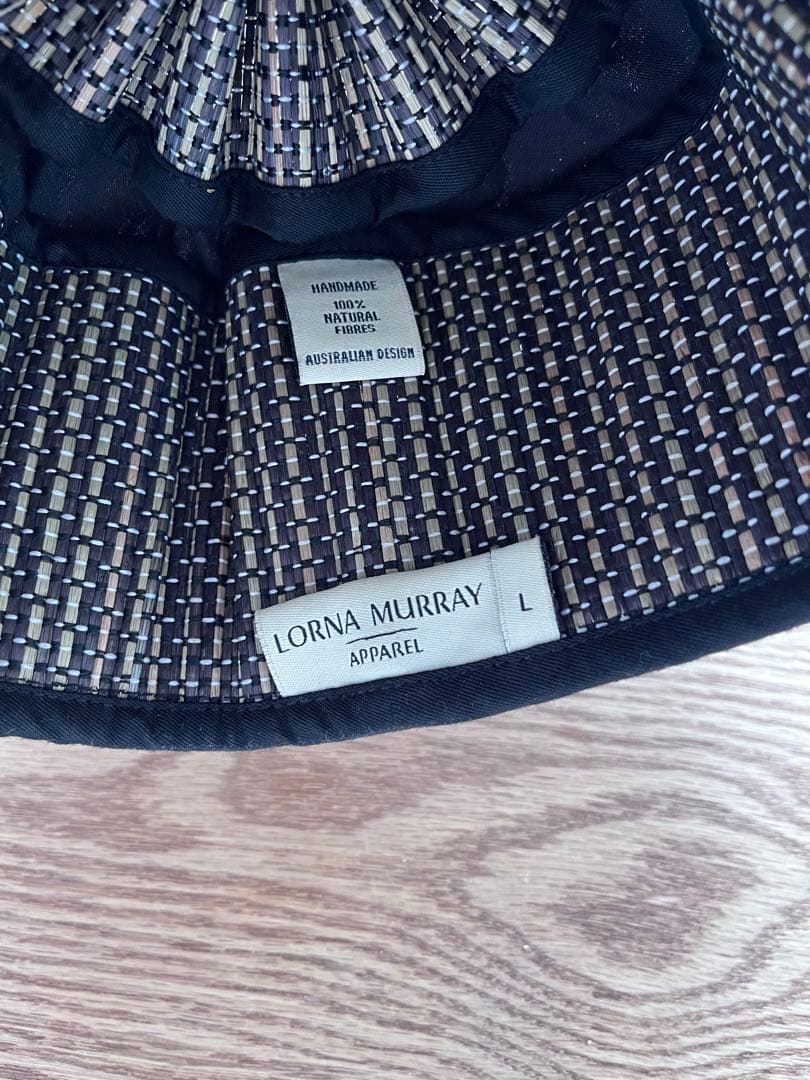 HANDMADE
100%
NATURAL
FIBRES
AUSTRALIAN DESIGN
LORNA MURRAY
APPAREL
L